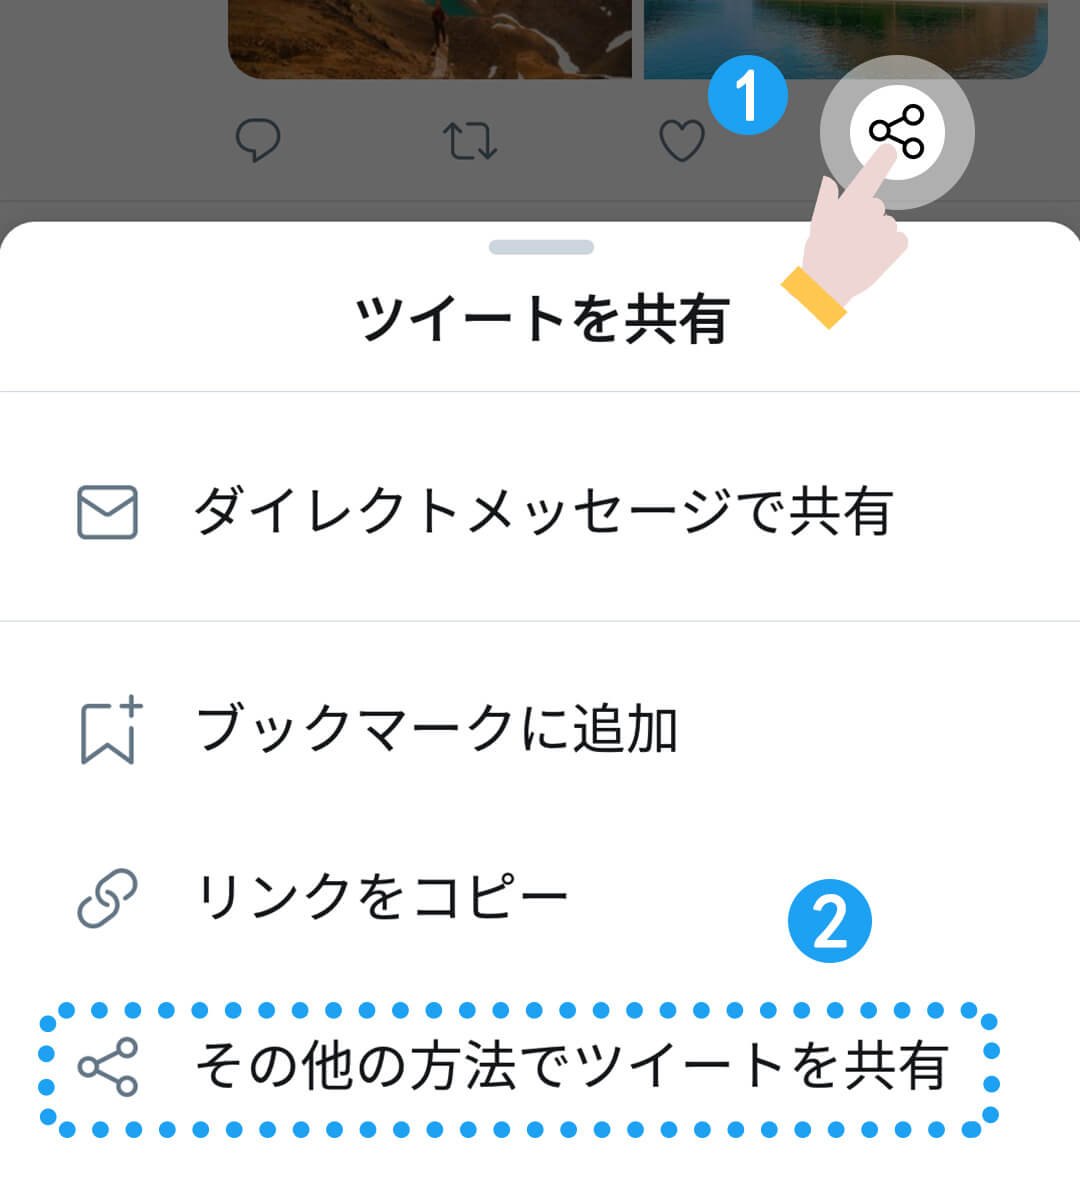 1
ツイートを共有
ダイレクトメッセージで共有
ブックマークに追加
リンクをコピー
2
その他の方法でツイートを共有